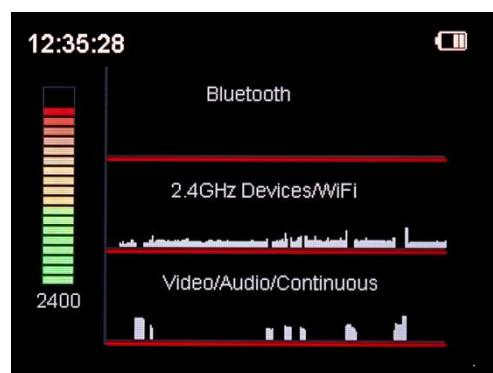 12:35:28
Bluetooth
2.4GHz Devices/WiFi
Video/Audio/Continuous
2400